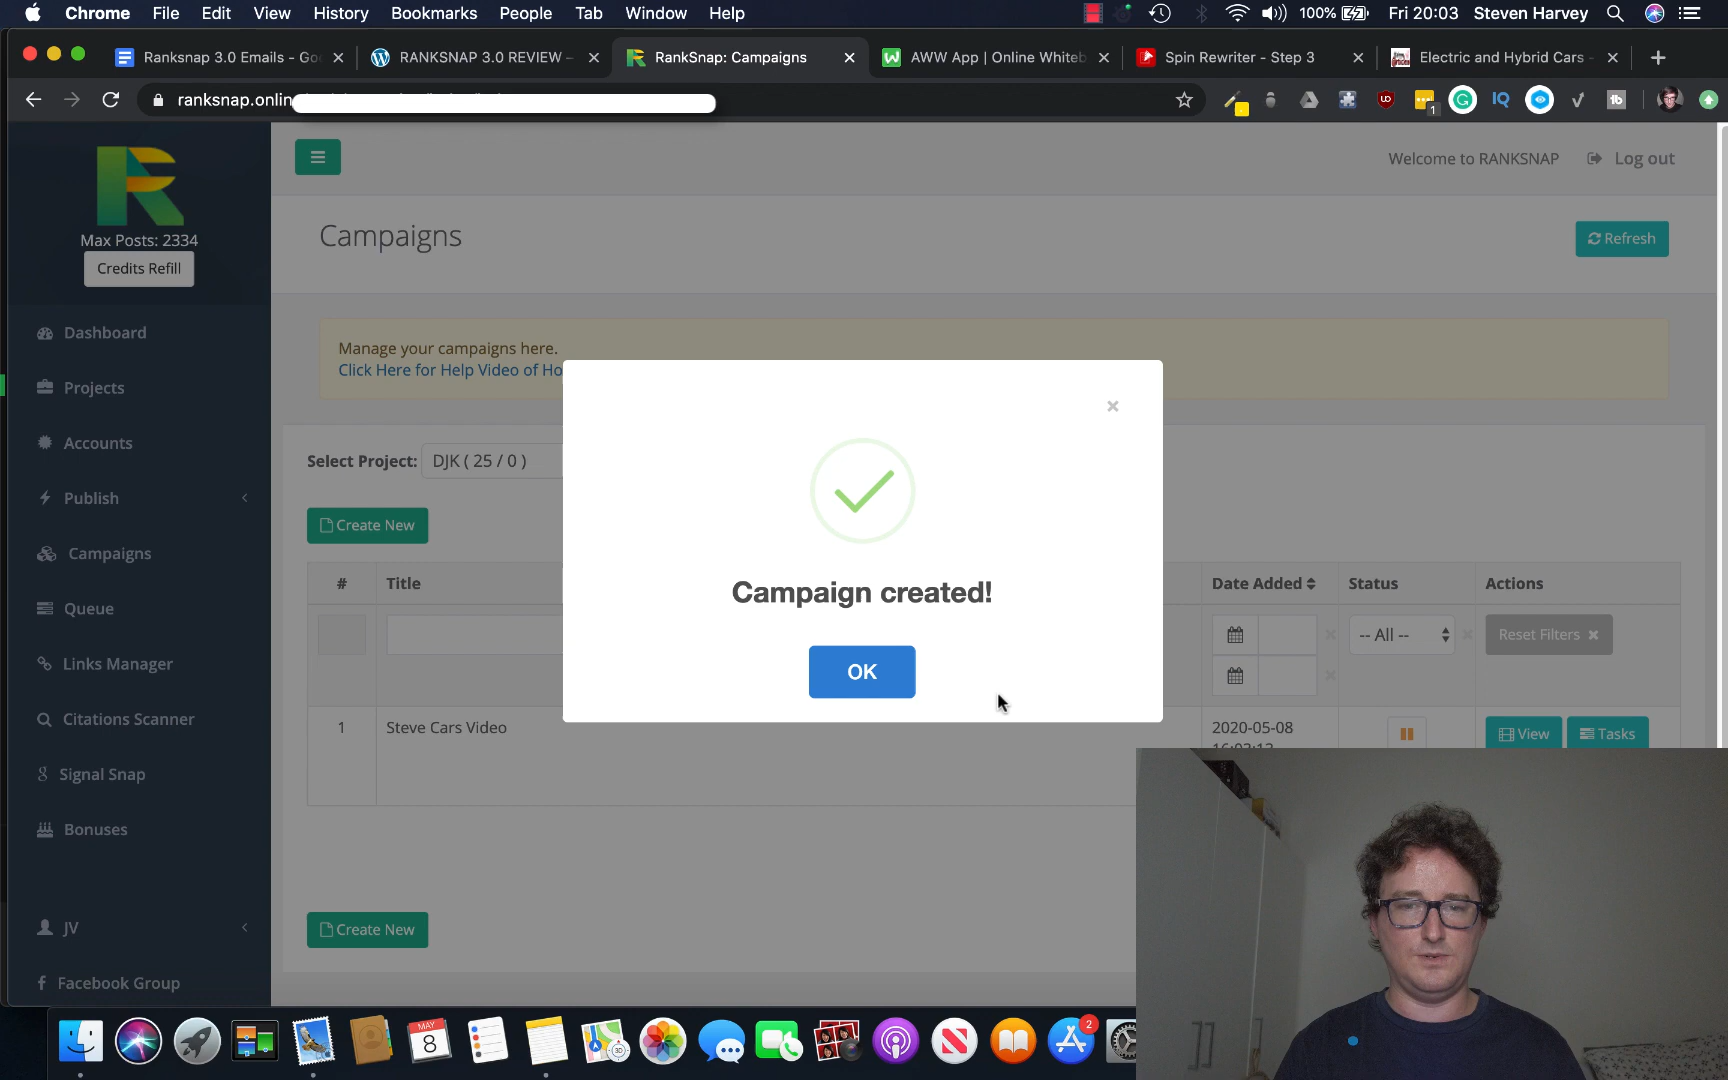 Chrome File Edit View History Bookmarks People Tab Window Help 100% Fri 20:03 Steven Harvey
Ranksnap 3.0 Emails - Go
RANKSNAP 3.0 REVIEW -
RankSnap: Campaigns
AWW App | Online Whiteb
Spin Rewriter - Step 3
Electric and Hybrid Cars -
ranksnap.onlin
Welcome to RANKSNAP Log out
Max Posts: 2334
Credits Refill
Campaigns
Refresh
Dashboard
Projects
Accounts
Publish
Campaigns
Queue
Links Manager
Citations Scanner
Signal Snap
Bonuses
JV
Facebook Group
Manage your campaigns here.
Click Here for Help Video of Ho
Select Project: DJK ( 25 / 0 )
Create New
# Title Date Added Status Actions
-- All -- Reset Filters
1 Steve Cars Video 2020-05-08 View Tasks
Create New
Campaign created!
OK
MAY
8
2